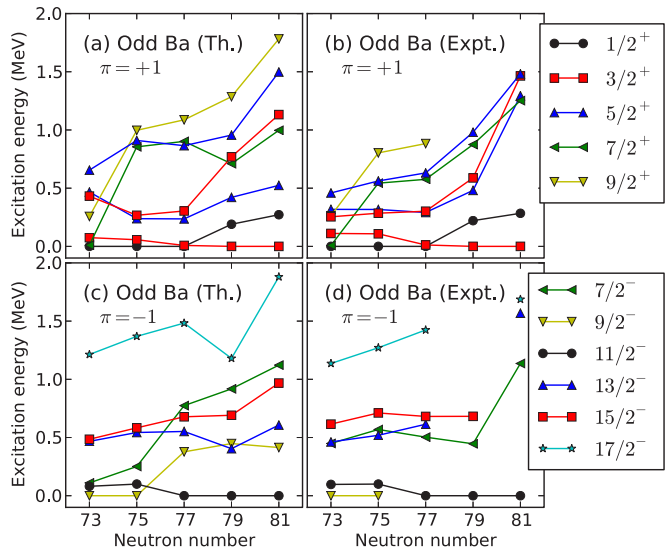 Excitation energy (MeV)
2.0
1.5
1.0
0.5
0.0
(a) Odd Ba (Th.)
π=+1
(b) Odd Ba (Expt.)
π=+1
1/2⁺
3/2⁺
5/2⁺
7/2⁺
9/2⁺
Excitation energy (MeV)
2.0
1.5
1.0
0.5
0.0
(c) Odd Ba (Th.)
π=−1
(d) Odd Ba (Expt.)
π=−1
7/2⁻
9/2⁻
11/2⁻
13/2⁻
15/2⁻
17/2⁻
73 75 77 79 81
73 75 77 79 81
Neutron number
Neutron number